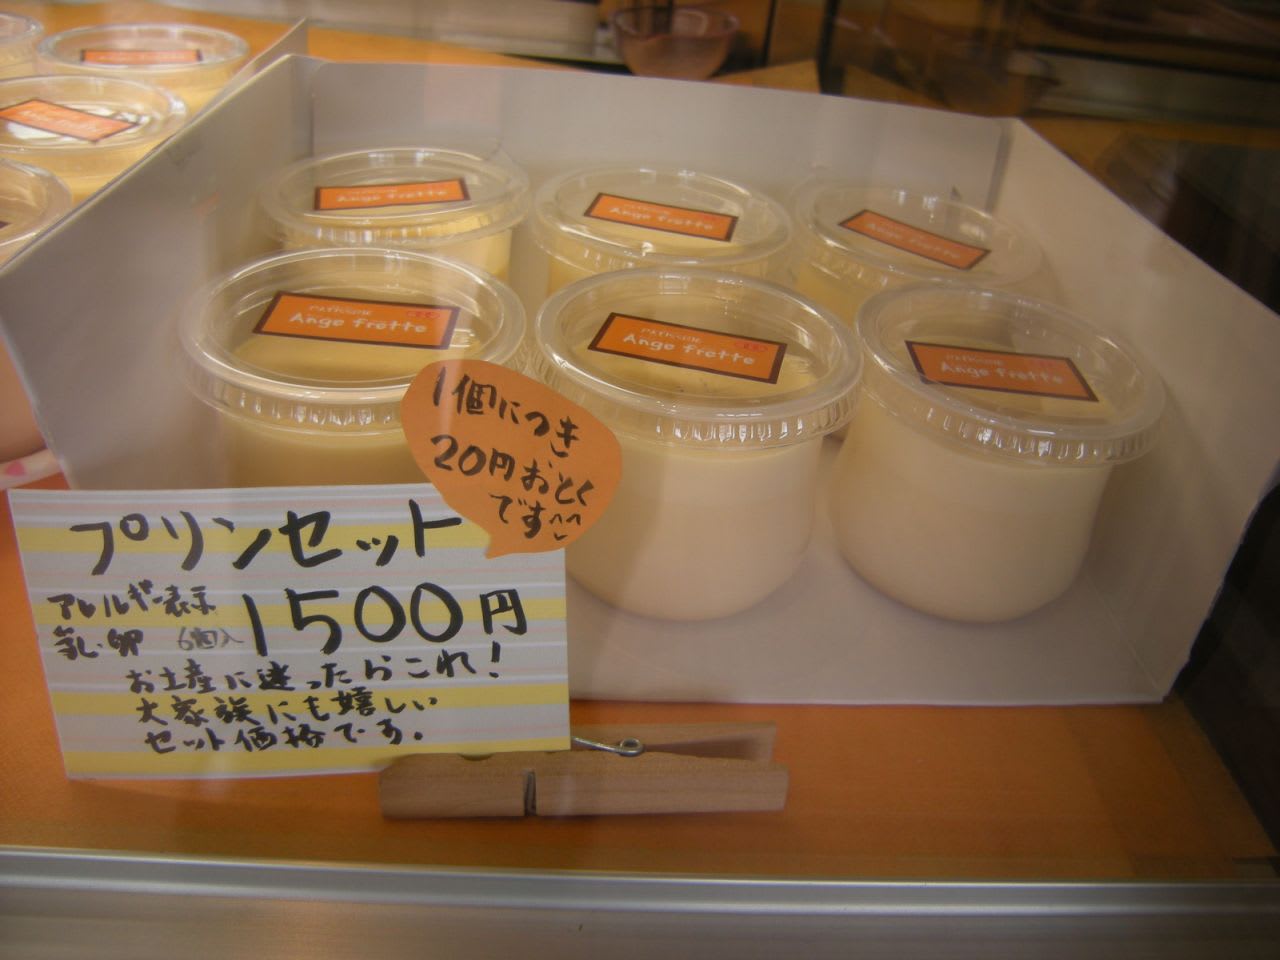 PATISSERIE
Ange frette
PATISSERIE
Ange frette
PATISSERIE
Ange frette
Ange frette
Ange frette
Ange frette
1個につき
20円おとく
です^^
プリンセット
アレルギー表示
乳・卵
6個入
1500円
お土産に迷ったらこれ!
大家族にも嬉しい
セット価格です。